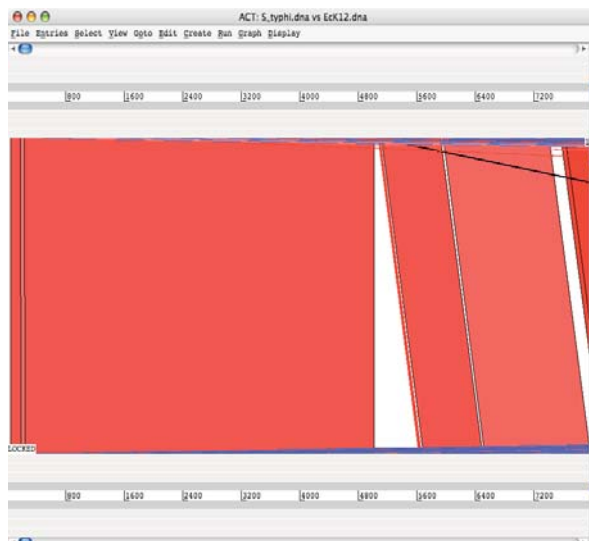 ACT: S_typhi.dna vs EcK12.dna
File Entries Select View Goto Edit Create Run Graph Display
800 1600 2400 3200 4000 4800 5600 6400 7200
LOCKED
800 1600 2400 3200 4000 4800 5600 6400 7200